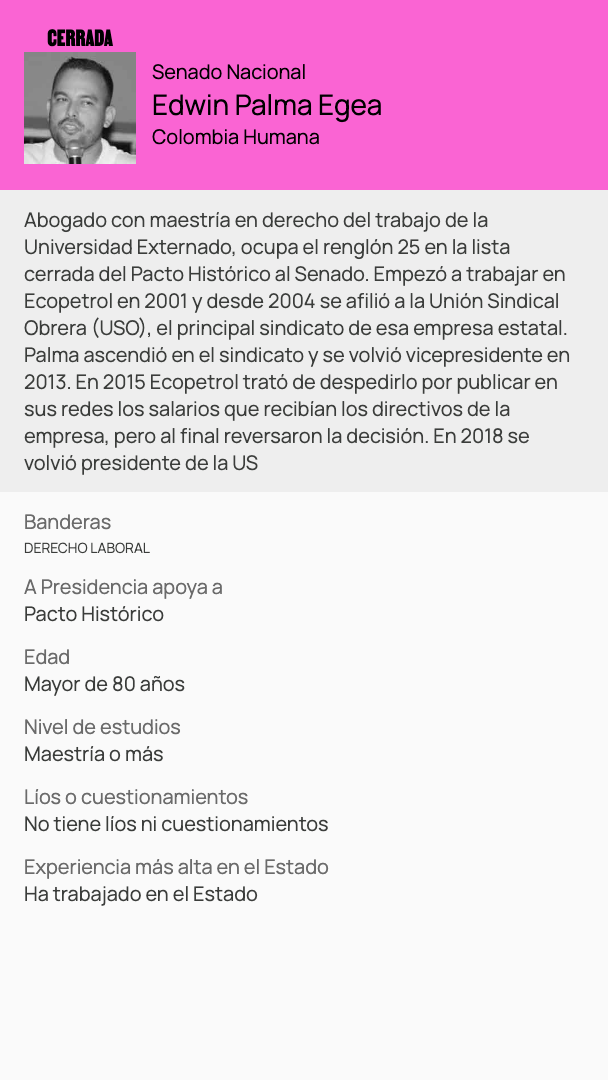 CERRADA
Senado Nacional
Edwin Palma Egea
Colombia Humana
Abogado con maestría en derecho del trabajo de la
Universidad Externado, ocupa el renglón 25 en la lista
cerrada del Pacto Histórico al Senado. Empezó a trabajar en
Ecopetrol en 2001 y desde 2004 se afilió a la Unión Sindical
Obrera (USO), el principal sindicato de esa empresa estatal.
Palma ascendió en el sindicato y se volvió vicepresidente en
2013. En 2015 Ecopetrol trató de despedirlo por publicar en
sus redes los salarios que recibían los directivos de la
empresa, pero al final reversaron la decisión. En 2018 se
volvió presidente de la US
Banderas
DERECHO LABORAL
A Presidencia apoya a
Pacto Histórico
Edad
Mayor de 80 años
Nivel de estudios
Maestría o más
Líos o cuestionamientos
No tiene líos ni cuestionamientos
Experiencia más alta en el Estado
Ha trabajado en el Estado